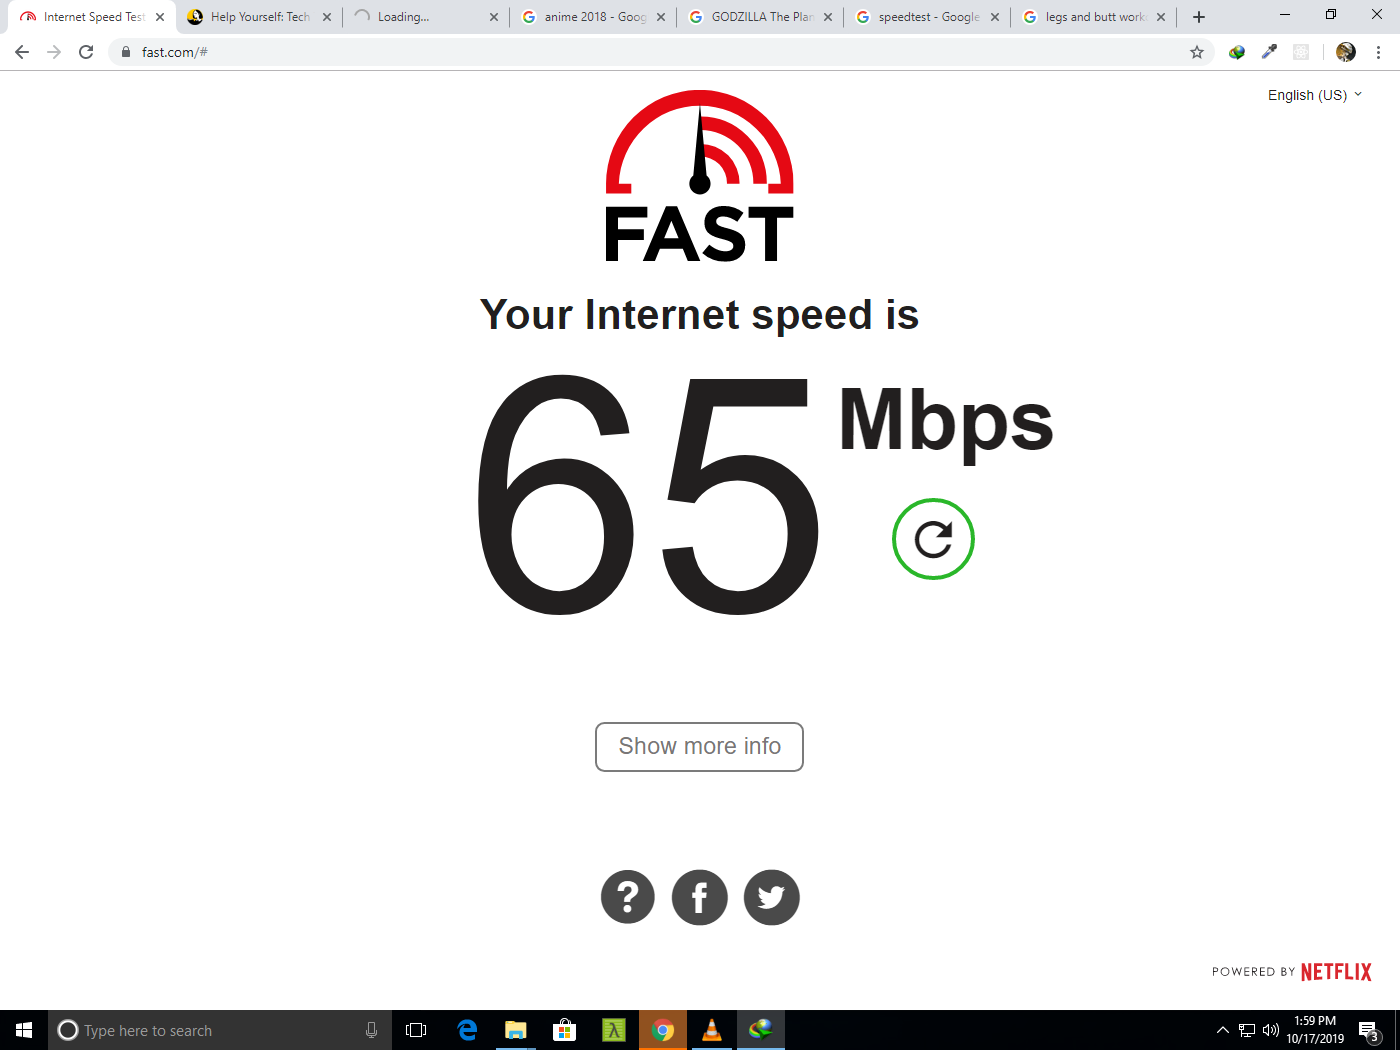 Internet Speed Test
Help Yourself: Tech
Loading...
anime 2018 - Goog
GODZILLA The Plan
speedtest - Google
legs and butt work
fast.com/#
English (US)
FAST
Your Internet speed is
65 Mbps
Show more info
?
f
POWERED BY NETFLIX
Type here to search
1:59 PM
10/17/2019
3